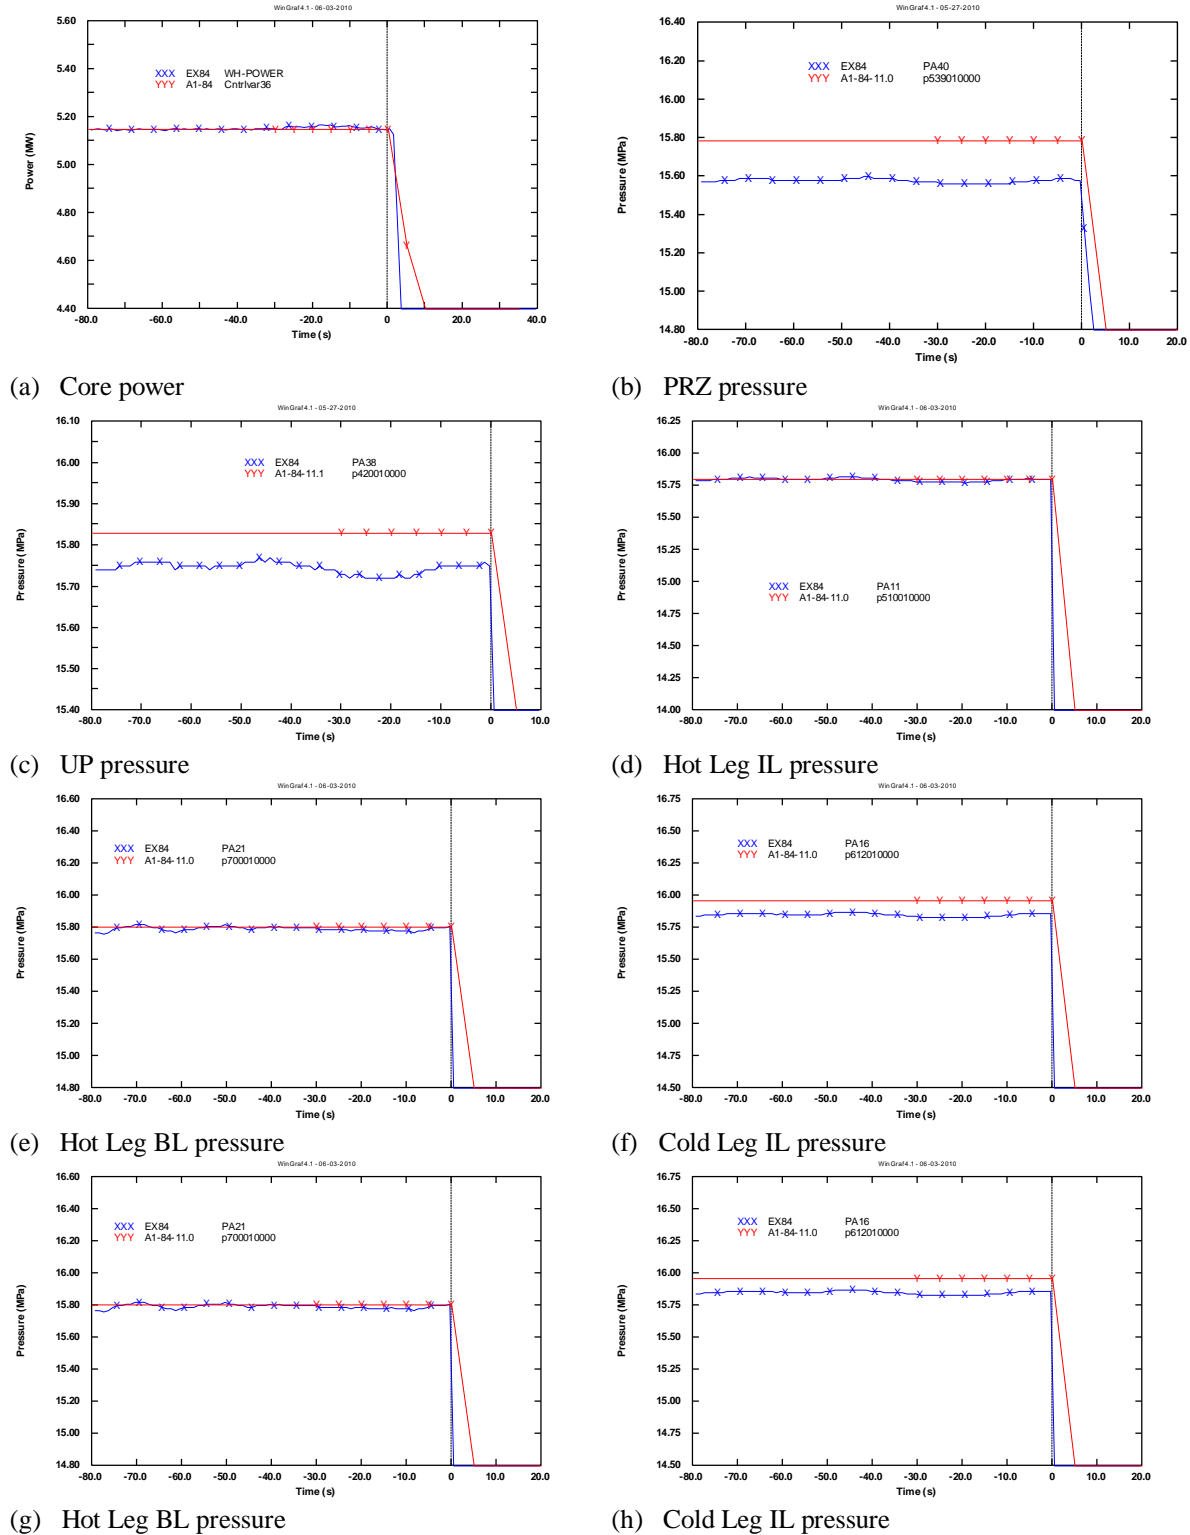 WinGraf 4.1 - 06-03-2010
5.60
5.40
5.20
5.00
4.80
4.60
4.40
Power (MW)
XXX EX84 WH-POWER
YYY A1-84 Cntrlvar36
-80.0 -60.0 -40.0 -20.0 0 20.0 40.0
Time (s)
(a) Core power
WinGraf 4.1 - 05-27-2010
16.40
16.20
16.00
15.80
15.60
15.40
15.20
15.00
14.80
Pressure (MPa)
XXX EX84 PA40
YYY A1-84-11.0 p539010000
-80.0 -70.0 -60.0 -50.0 -40.0 -30.0 -20.0 -10.0 0 10.0 20.0
Time (s)
(b) PRZ pressure
WinGraf 4.1 - 05-27-2010
16.10
16.00
15.90
15.80
15.70
15.60
15.50
15.40
Pressure (MPa)
XXX EX84 PA38
YYY A1-84-11.1 p420010000
-80.0 -70.0 -60.0 -50.0 -40.0 -30.0 -20.0 -10.0 0 10.0
Time (s)
(c) UP pressure
WinGraf 4.1 - 06-03-2010
16.25
16.00
15.75
15.50
15.25
15.00
14.75
14.50
14.25
14.00
Pressure (MPa)
XXX EX84 PA11
YYY A1-84-11.0 p510010000
-80.0 -70.0 -60.0 -50.0 -40.0 -30.0 -20.0 -10.0 0 10.0 20.0
Time (s)
(d) Hot Leg IL pressure
WinGraf 4.1 - 06-03-2010
16.60
16.40
16.20
16.00
15.80
15.60
15.40
15.20
15.00
14.80
Pressure (MPa)
XXX EX84 PA21
YYY A1-84-11.0 p700010000
-80.0 -70.0 -60.0 -50.0 -40.0 -30.0 -20.0 -10.0 0 10.0 20.0
Time (s)
(e) Hot Leg BL pressure
WinGraf 4.1 - 06-03-2010
16.75
16.50
16.25
16.00
15.75
15.50
15.25
15.00
14.75
14.50
Pressure (MPa)
XXX EX84 PA16
YYY A1-84-11.0 p612010000
-80.0 -70.0 -60.0 -50.0 -40.0 -30.0 -20.0 -10.0 0 10.0 20.0
Time (s)
(f) Cold Leg IL pressure
WinGraf 4.1 - 06-03-2010
16.60
16.40
16.20
16.00
15.80
15.60
15.40
15.20
15.00
14.80
Pressure (MPa)
XXX EX84 PA21
YYY A1-84-11.0 p700010000
-80.0 -70.0 -60.0 -50.0 -40.0 -30.0 -20.0 -10.0 0 10.0 20.0
Time (s)
(g) Hot Leg BL pressure
WinGraf 4.1 - 06-03-2010
16.75
16.50
16.25
16.00
15.75
15.50
15.25
15.00
14.75
14.50
Pressure (MPa)
XXX EX84 PA16
YYY A1-84-11.0 p612010000
-80.0 -70.0 -60.0 -50.0 -40.0 -30.0 -20.0 -10.0 0 10.0 20.0
Time (s)
(h) Cold Leg IL pressure